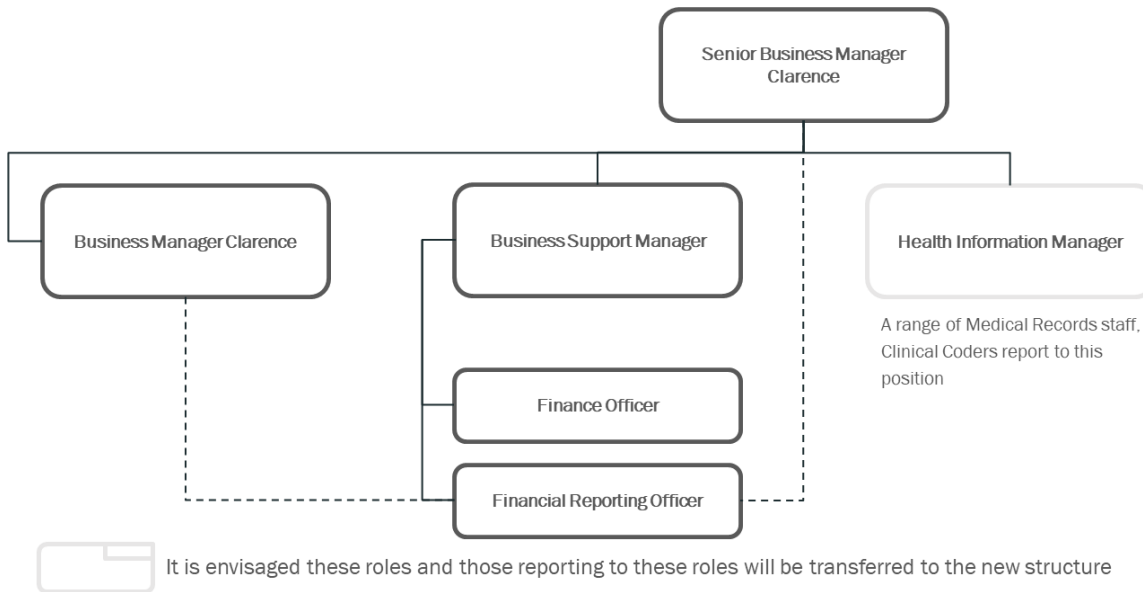 Senior Business Manager
Clarence
Business Manager Clarence
Business Support Manager
Health Information Manager
A range of Medical Records staff,
Clinical Coders report to this
position
Finance Officer
Financial Reporting Officer
It is envisaged these roles and those reporting to these roles will be transferred to the new structure